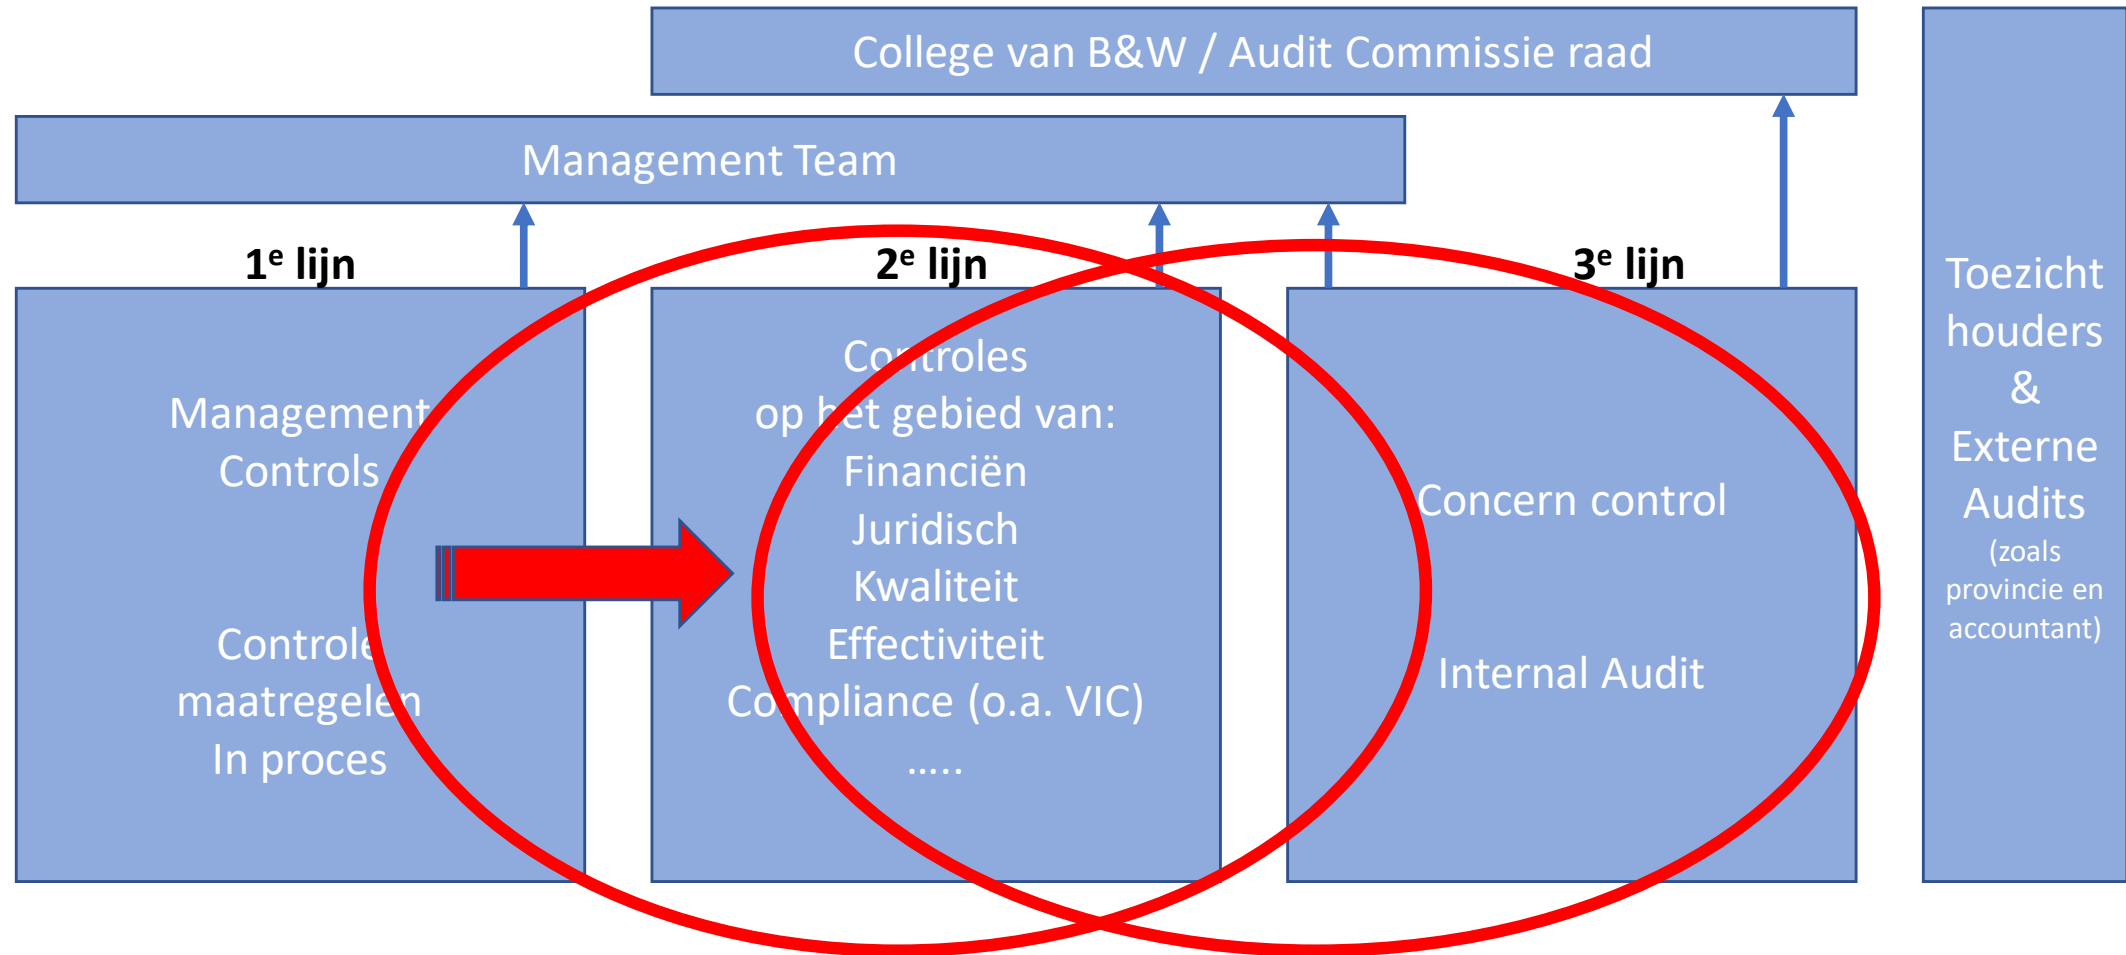 College van B&W / Audit Commissie raad
Management Team
1e lijn
2e lijn
3e lijn
Management
Controls
Controle
maatregelen
In proces
Controles
op het gebied van:
Financiën
Juridisch
Kwaliteit
Effectiviteit
Compliance (o.a. VIC)
.....
Concern control
Internal Audit
Toezicht
houders
&
Externe
Audits
(zoals
provincie en
accountant)